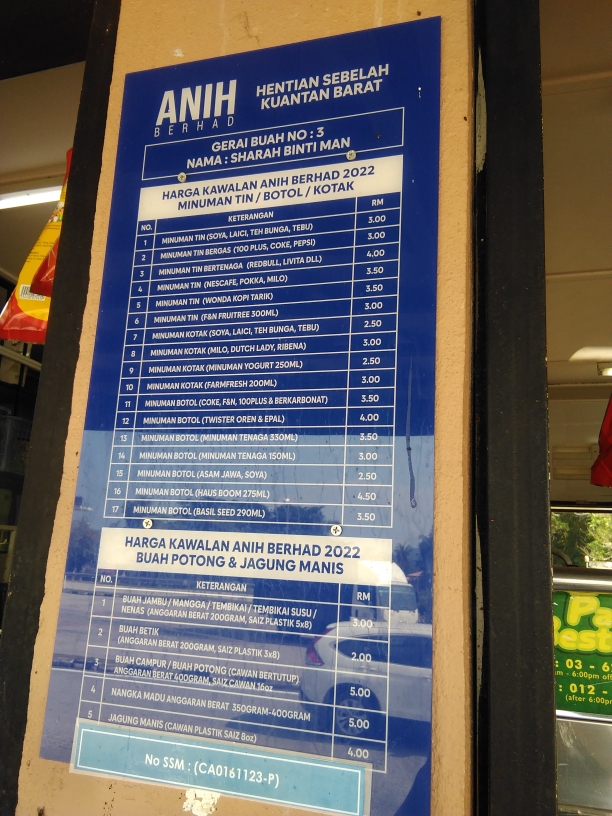 ANIH
BERHAD
HENTIAN SEBELAH
KUANTAN BARAT
GERAI BUAH NO : 3
NAMA : SHARAH BINTI MAN
HARGA KAWALAN ANIH BERHAD 2022
MINUMAN TIN / BOTOL / KOTAK
NO. KETERANGAN RM
1 MINUMAN TIN (SOYA, LAICI, TEH BUNGA, TEBU) 3.00
2 MINUMAN TIN BERGAS (100 PLUS, COKE, PEPSI) 3.00
3 MINUMAN TIN BERTENAGA (REDBULL, LIVITA DLL) 4.00
4 MINUMAN TIN (NESCAFE, POKKA, MILO) 3.50
5 MINUMAN TIN (WONDA KOPI TARIK) 3.50
6 MINUMAN TIN (F&N FRUITREE 300ML) 3.00
7 MINUMAN KOTAK (SOYA, LAICI, TEH BUNGA, TEBU) 2.50
8 MINUMAN KOTAK (MILO, DUTCH LADY, RIBENA) 3.00
9 MINUMAN KOTAK (MINUMAN YOGURT 250ML) 2.50
10 MINUMAN KOTAK (FARMFRESH 200ML) 3.00
11 MINUMAN BOTOL (COKE, F&N, 100PLUS & BERKARBONAT) 3.50
12 MINUMAN BOTOL (TWISTER OREN & EPAL) 4.00
13 MINUMAN BOTOL (MINUMAN TENAGA 330ML) 3.50
14 MINUMAN BOTOL (MINUMAN TENAGA 150ML) 3.00
15 MINUMAN BOTOL (ASAM JAWA, SOYA) 2.50
16 MINUMAN BOTOL (HAUS BOOM 275ML) 4.50
17 MINUMAN BOTOL (BASIL SEED 290ML) 3.50
HARGA KAWALAN ANIH BERHAD 2022
BUAH POTONG & JAGUNG MANIS
NO. KETERANGAN RM
1 BUAH JAMBU / MANGGA / TEMBIKAI / TEMBIKAI SUSU /
NENAS (ANGGARAN BERAT 200GRAM, SAIZ PLASTIK 5x8) 3.00
2 BUAH BETIK
(ANGGARAN BERAT 200GRAM, SAIZ PLASTIK 3x8) 2.00
3 BUAH CAMPUR / BUAH POTONG (CAWAN BERTUTUP)
ANGGARAN BERAT 400GRAM, SAIZ CAWAN 16oz 5.00
4 NANGKA MADU ANGGARAN BERAT 350GRAM-400GRAM 5.00
5 JAGUNG MANIS (CAWAN PLASTIK SAIZ 8oz) 4.00
No SSM : (CA0161123-P)
: 03 - 6
6:00pm
: 012 -
(after 6:00pm